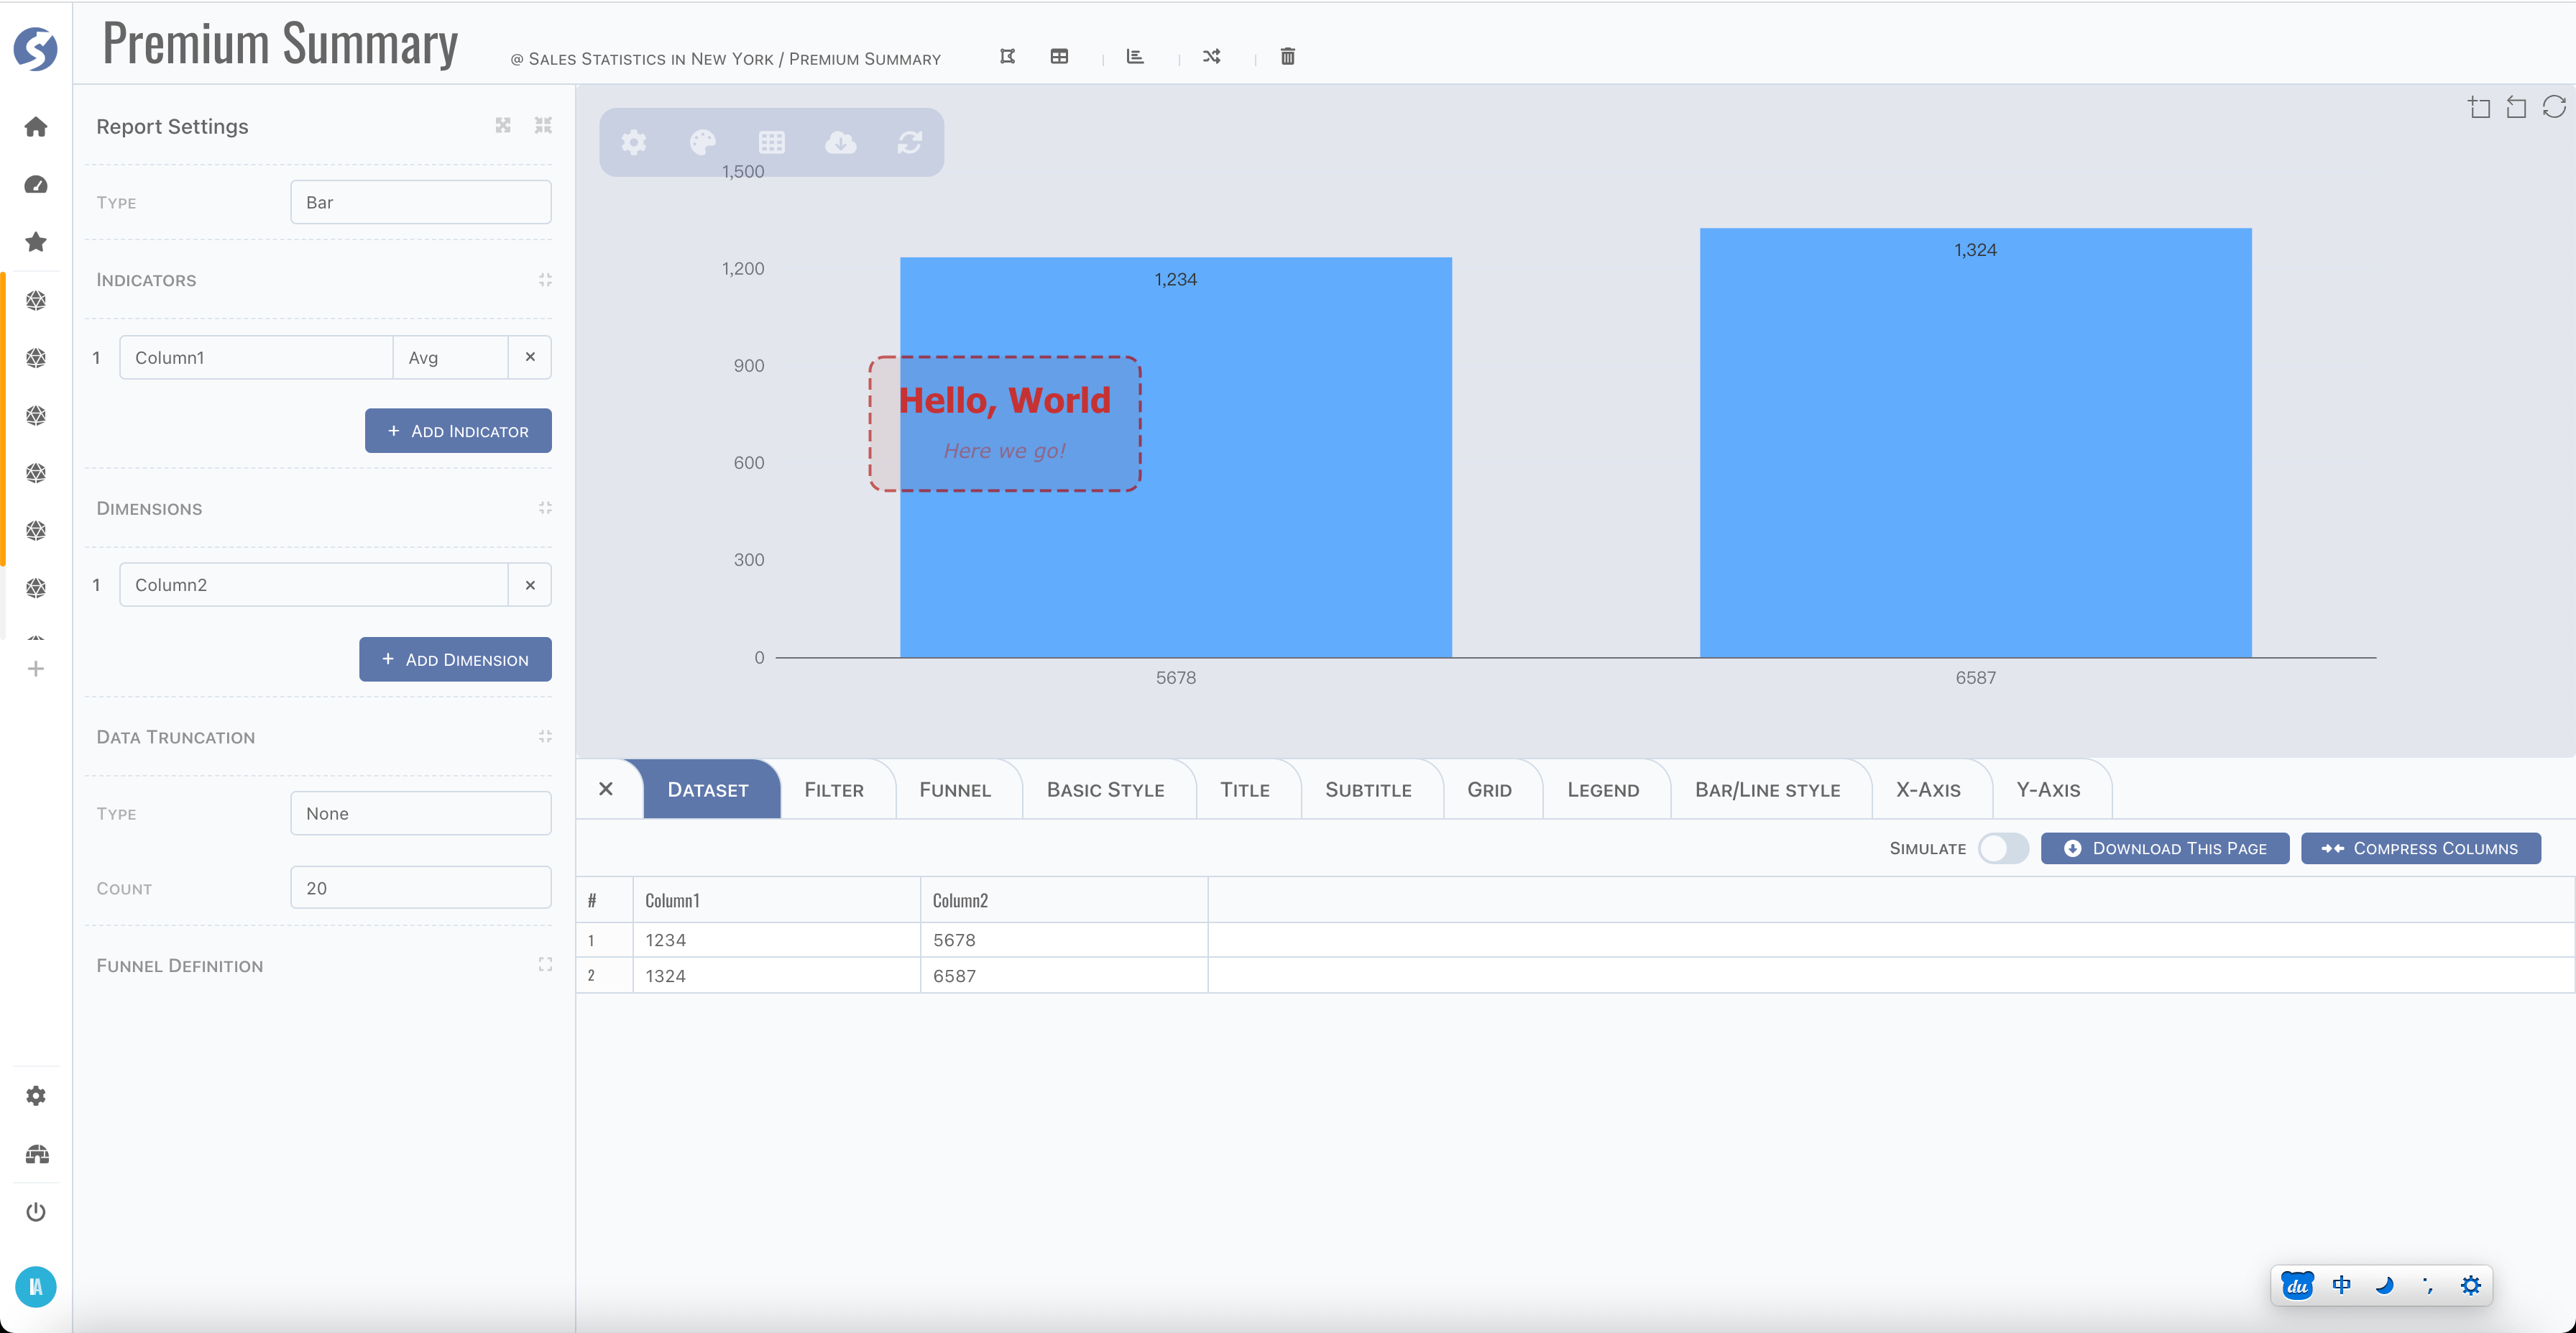 Premium Summary
@ Sales Statistics in New York / Premium Summary
Report Settings
Type
Bar
Indicators
1
Column1
Avg
+ Add Indicator
Dimensions
1
Column2
+ Add Dimension
Data Truncation
Type
None
Count
20
Funnel Definition
1,500
1,200
900
600
300
0
1,234
1,324
Hello, World
Here we go!
5678
6587
Dataset
Filter
Funnel
Basic Style
Title
Subtitle
Grid
Legend
Bar/Line style
X-Axis
Y-Axis
Simulate
Download This Page
Compress Columns
# Column1 Column2
1 1234 5678
2 1324 6587
IA
du 中